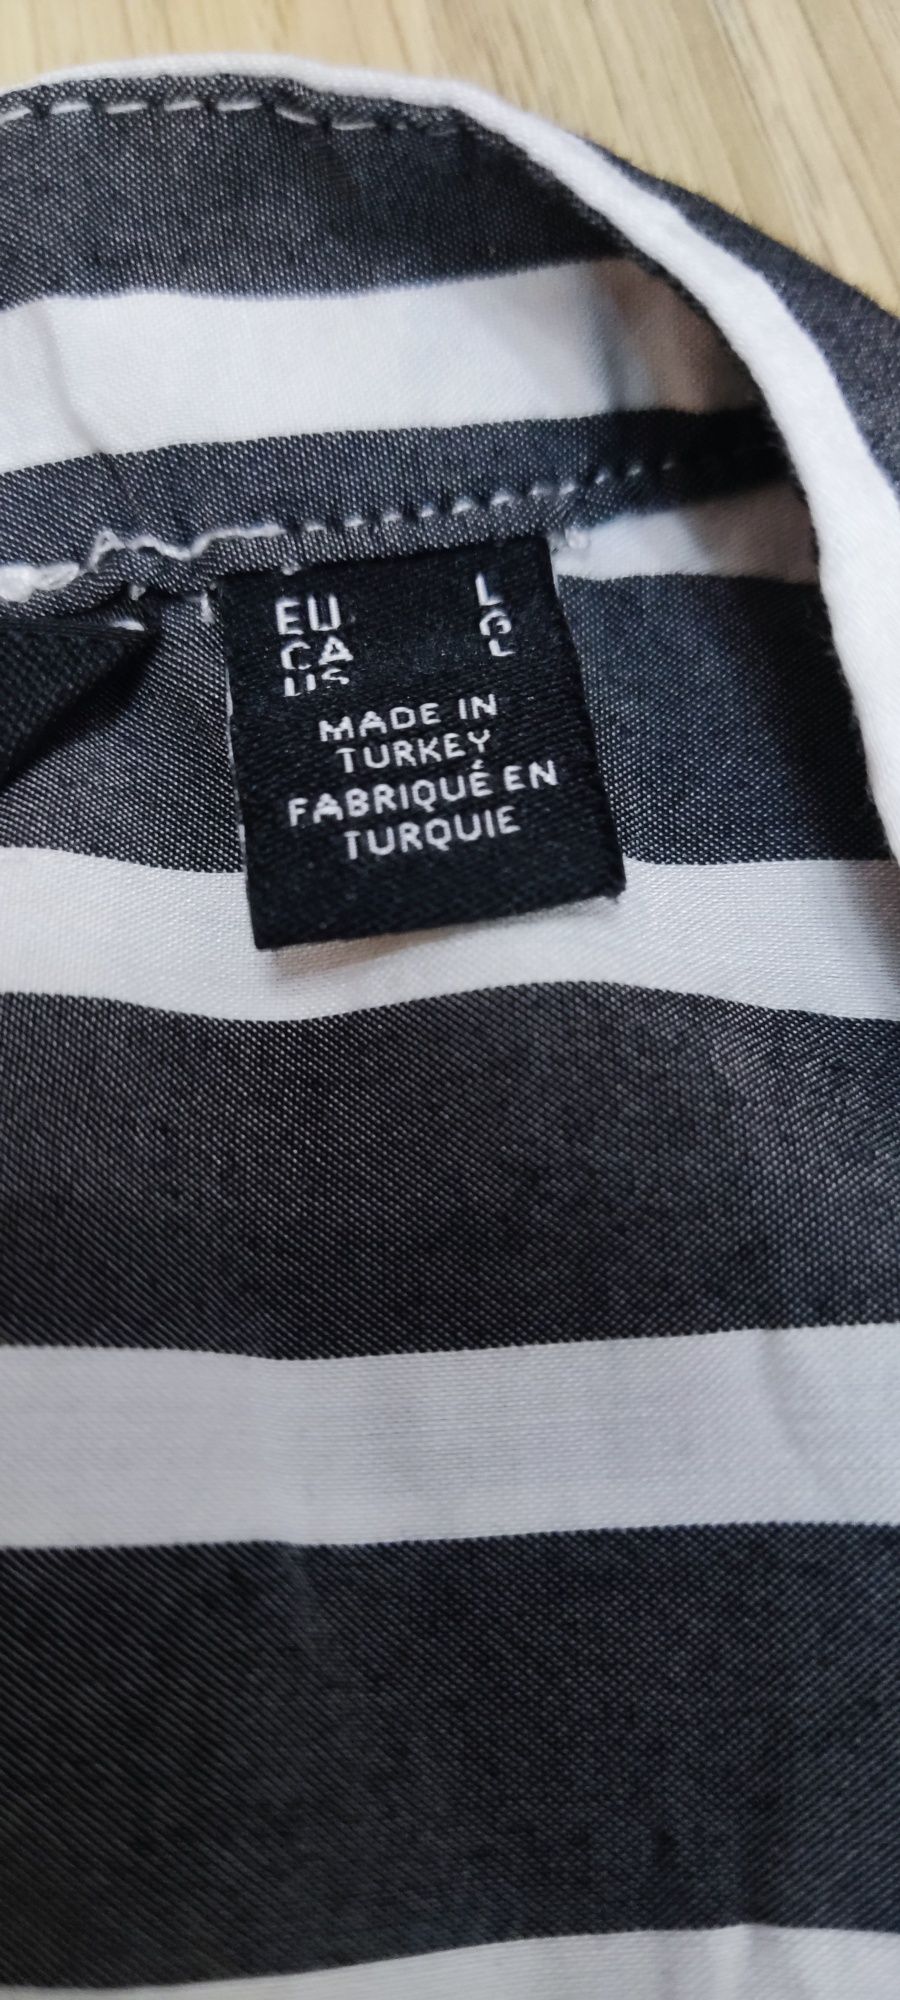 EU L
CA G
US L
MADE IN
TURKEY
FABRIQUÉ EN
TURQUIE